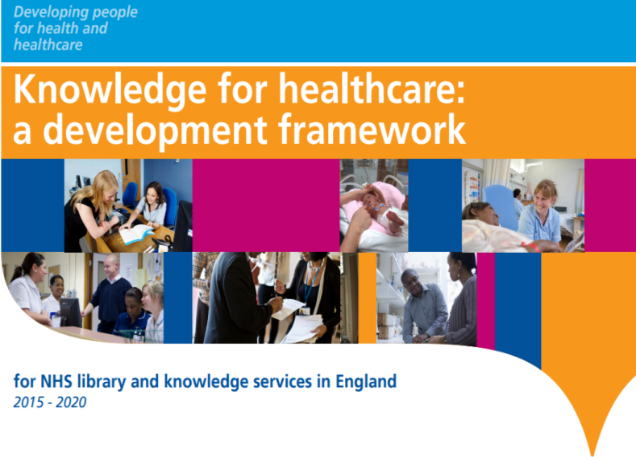 Developing people
for health and
healthcare
Knowledge for healthcare:
a development framework
for NHS library and knowledge services in England
2015 - 2020